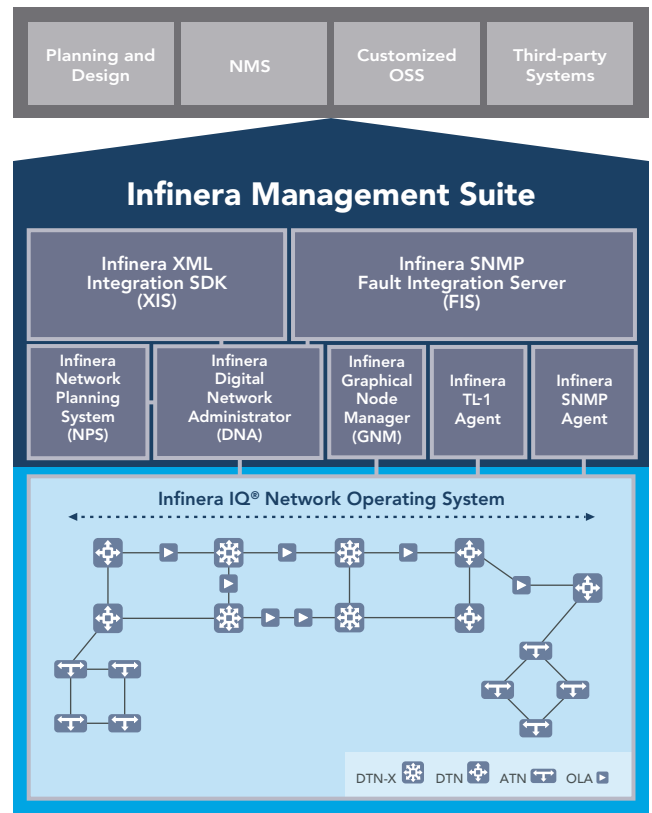 Planning and
Design
NMS
Customized
OSS
Third-party
Systems
Infinera Management Suite
Infinera XML
Integration SDK
(XIS)
Infinera SNMP
Fault Integration Server
(FIS)
Infinera
Network
Planning
System
(NPS)
Infinera
Digital
Network
Administrator
(DNA)
Infinera
Graphical
Node
Manager
(GNM)
Infinera
TL-1
Agent
Infinera
SNMP
Agent
Infinera IQ® Network Operating System
DTN-X DTN ATN OLA